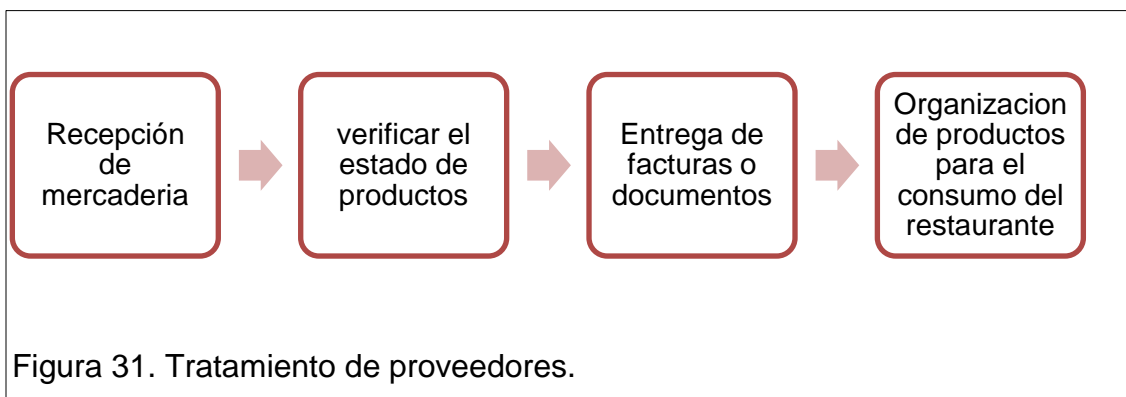 Recepción
de
mercaderia
verificar el
estado de
productos
Entrega de
facturas o
documentos
Organizacion
de productos
para el
consumo del
restaurante
Figura 31. Tratamiento de proveedores.